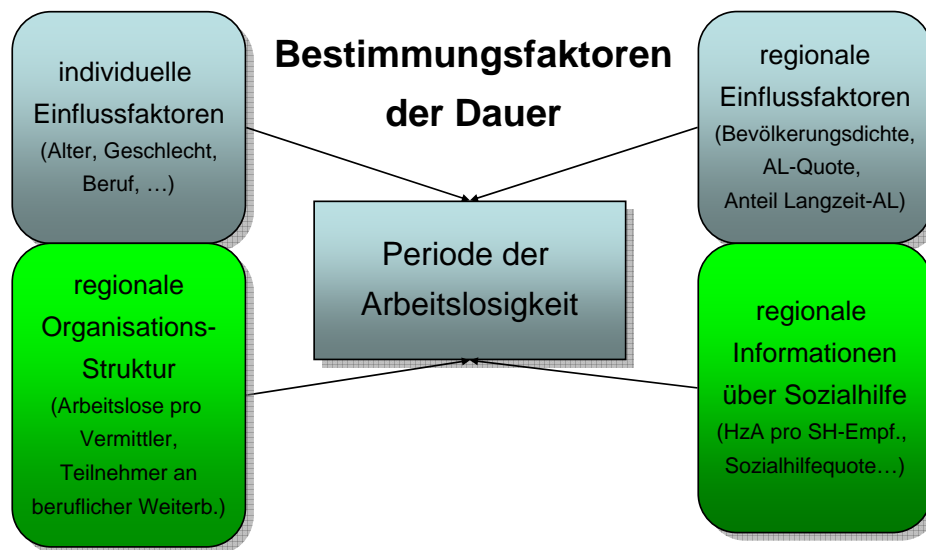 Bestimmungsfaktoren
der Dauer
individuelle
Einflussfaktoren
(Alter, Geschlecht,
Beruf, …)
regionale
Einflussfaktoren
(Bevölkerungsdichte,
AL-Quote,
Anteil Langzeit-AL)
Periode der
Arbeitslosigkeit
regionale
Organisations-
Struktur
(Arbeitslose pro
Vermittler,
Teilnehmer an
beruflicher Weiterb.)
regionale
Informationen
über Sozialhilfe
(HzA pro SH-Empf.,
Sozialhilfequote…)